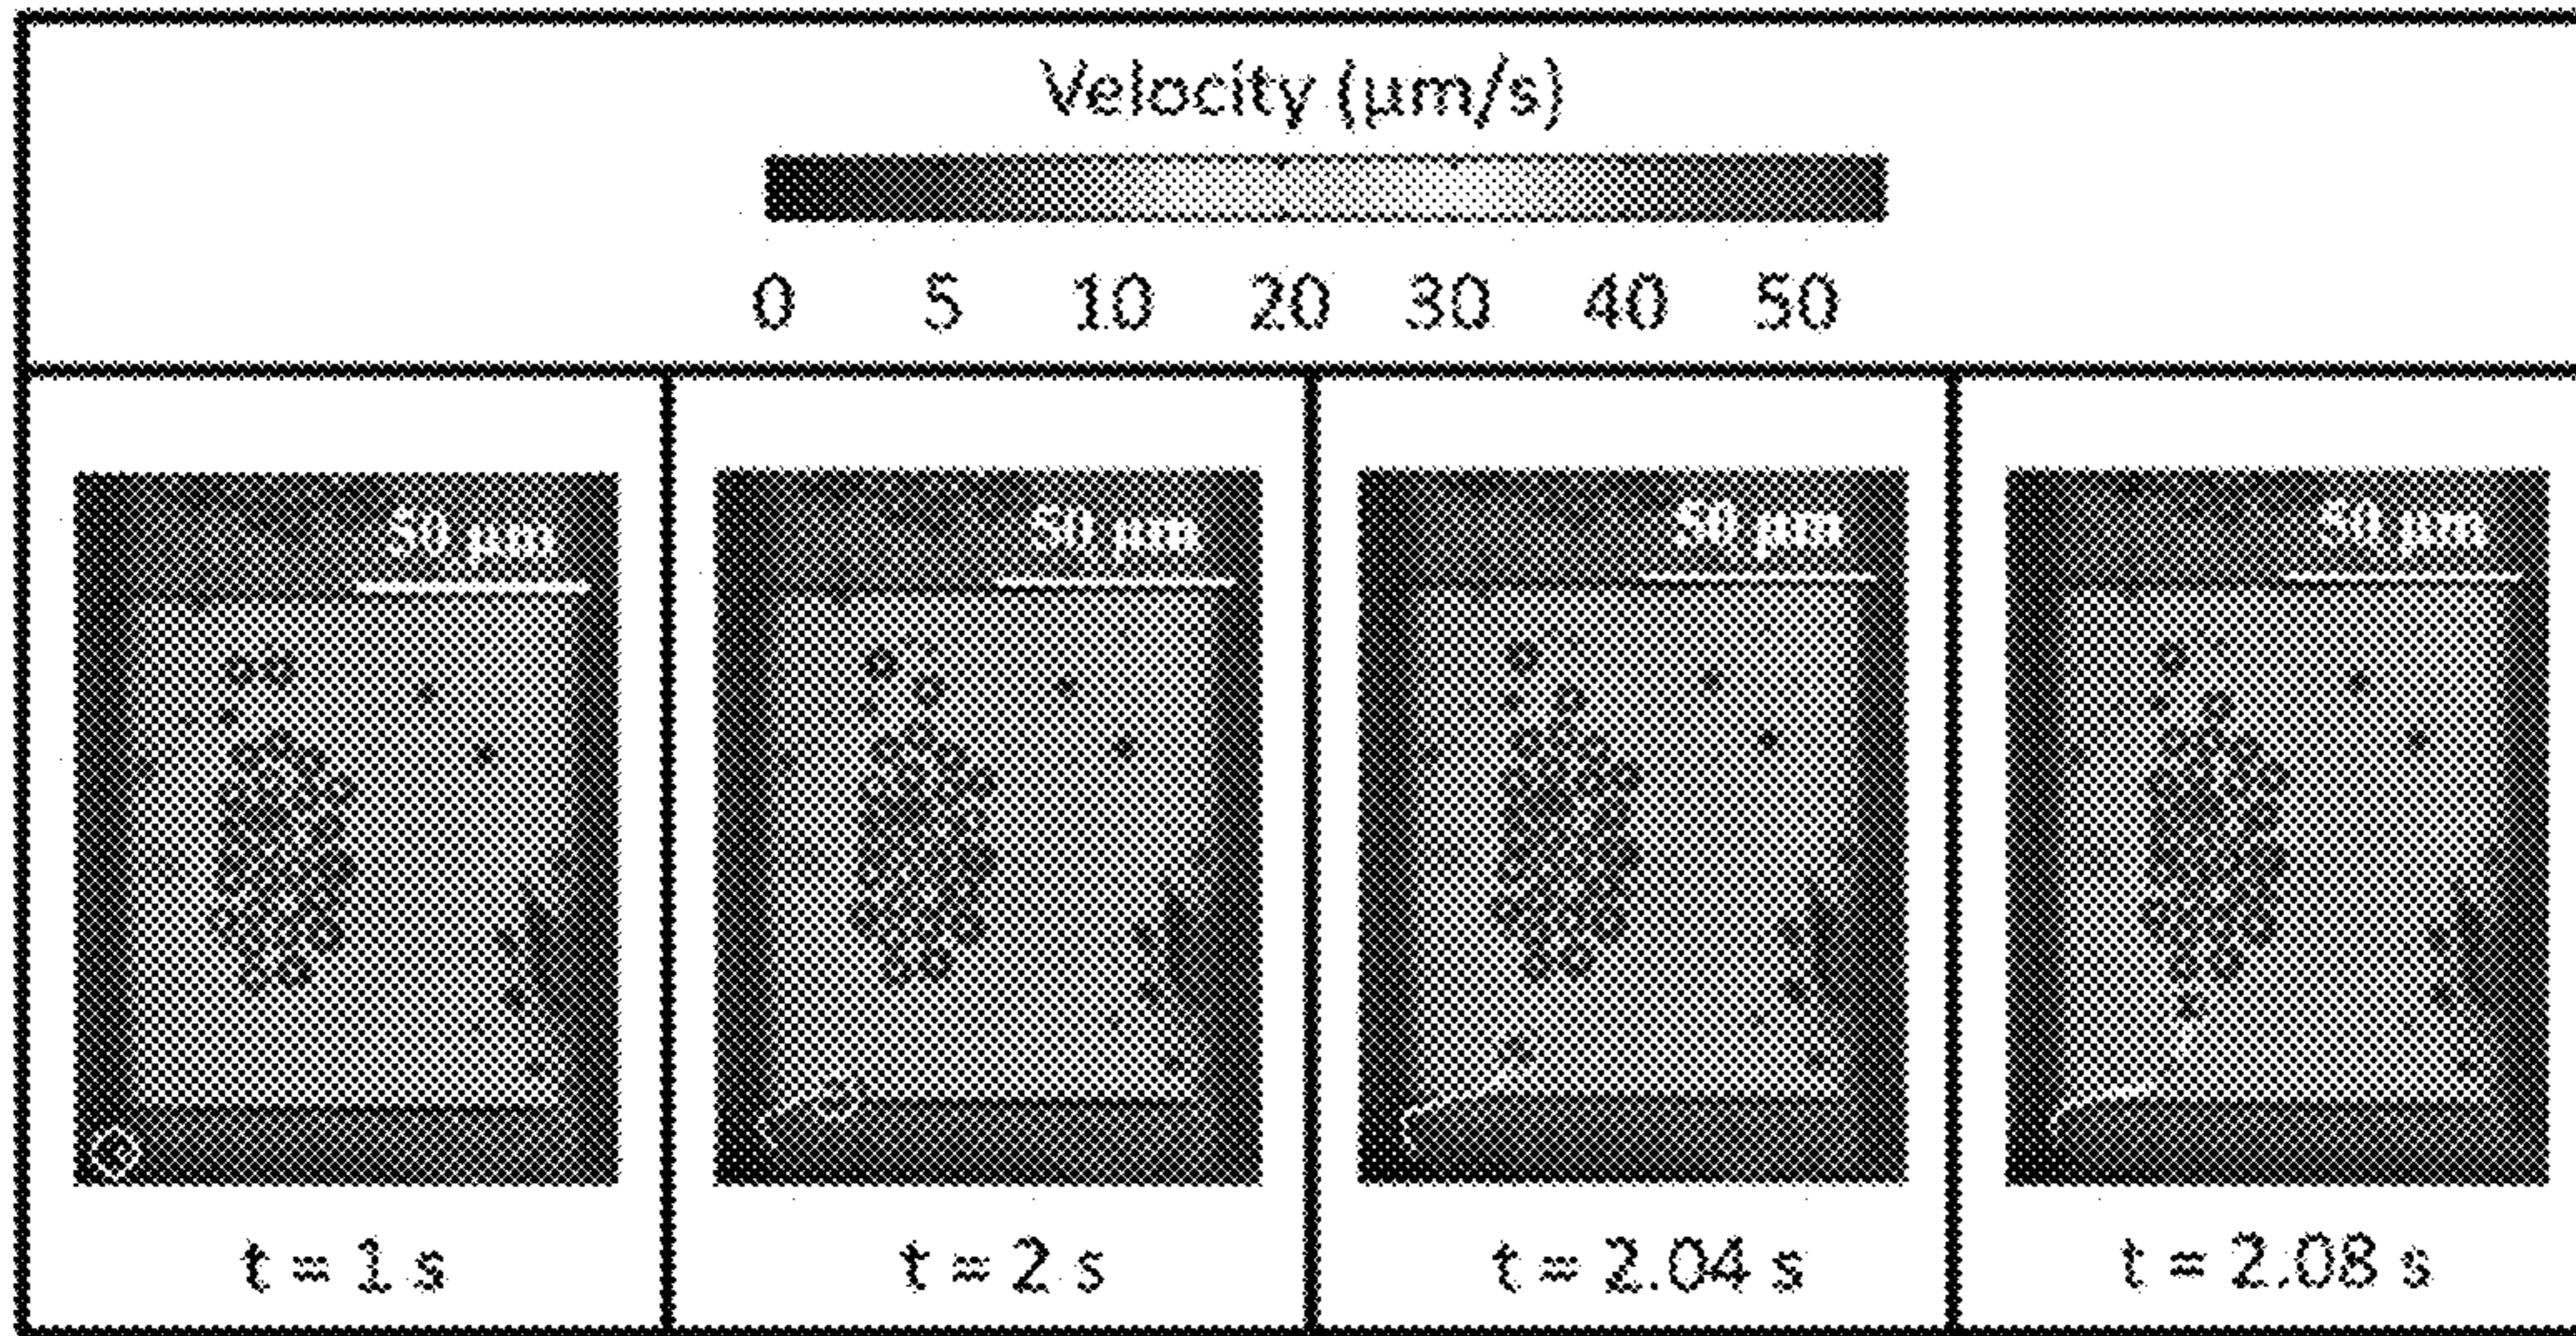 Velocity (µm/s)
0 5 10 20 30 40 50
50 µm 50 µm 50 µm 50 µm
t = 1 s t = 2 s t = 2.04 s t = 2.08 s